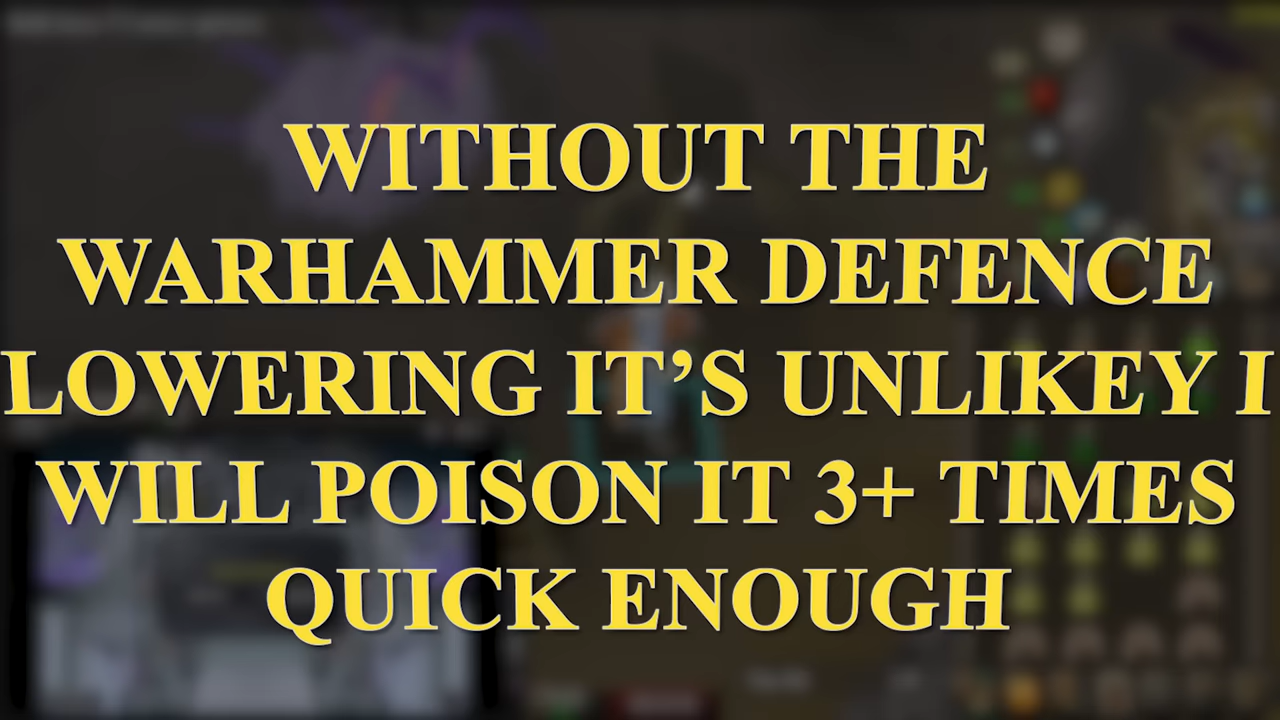 WITHOUT THE
WARHAMMER DEFENCE
LOWERING IT’S UNLIKEY I
WILL POISON IT 3+ TIMES
QUICK ENOUGH